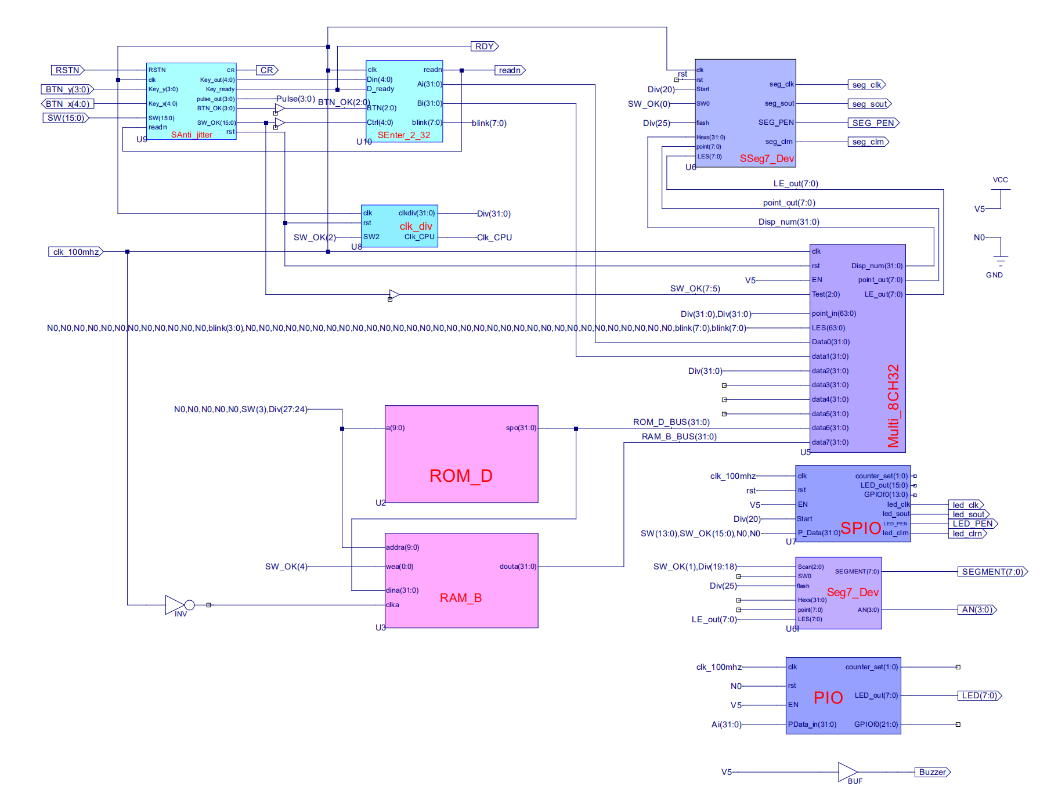 RSTN
BTN_y(3:0)
BTN_x(4:0)
SW(15:0)
RSTN
clk
Key_y(3:0)
Key_x(4:0)
SW(15:0)
readn
CR
Key_out(4:0)
Key_ready
pulse_out(3:0)
BTN_OK(3:0)
SW_OK(15:0)
rst
SAnti_jitter
U9
CR
Pulse(3:0)
BTN_OK(2:0)
RDY
clk
Din(4:0)
D_ready
BTN(2:0)
Ctrl(4:0)
readn
Ai(31:0)
Bi(31:0)
blink(7:0)
SEnter_2_32
U10
readn
blink(7:0)
rst
Div(20)
SW_OK(0)
Div(25)
clk
rst
Start
SW0
flash
Hexs(31:0)
point(7:0)
LES(7:0)
seg_clk
seg_sout
SEG_PEN
seg_clrn
SSeg7_Dev
U6
seg_clk
seg_sout
SEG_PEN
seg_clrn
LE_out(7:0)
point_out(7:0)
Disp_num(31:0)
VCC
V5
N0
GND
SW_OK(2)
clk
rst
SW2
clkdiv(31:0)
Clk_CPU
clk_div
U8
Div(31:0)
Clk_CPU
clk_100mhz
V5
SW_OK(7:5)
Div(31:0),Div(31:0)
N0,N0,N0,N0,N0,N0,N0,N0,N0,N0,N0,N0,blink(3:0),N0,N0,N0,N0,N0,N0,N0,N0,N0,N0,N0,N0,N0,N0,N0,N0,N0,N0,N0,N0,N0,N0,N0,N0,N0,N0,N0,N0,N0,N0,N0,N0,blink(7:0),blink(7:0)
Div(31:0)
ROM_D_BUS(31:0)
RAM_B_BUS(31:0)
clk
rst
EN
Test(2:0)
point_in(63:0)
LES(63:0)
Data0(31:0)
data1(31:0)
data2(31:0)
data3(31:0)
data4(31:0)
data5(31:0)
data6(31:0)
data7(31:0)
Disp_num(31:0)
point_out(7:0)
LE_out(7:0)
Multi_8CH32
U5
N0,N0,N0,N0,N0,SW(3),Div(27:24)
a(9:0)
spo(31:0)
ROM_D
U2
SW_OK(4)
addra(9:0)
wea(0:0)
dina(31:0)
clka
douta(31:0)
RAM_B
U3
INV
clk_100mhz
rst
V5
Div(20)
SW(13:0),SW_OK(15:0),N0,N0
clk
rst
EN
Start
P_Data(31:0)
counter_set(1:0)
LED_out(15:0)
GPIOf0(13:0)
led_clk
led_sout
LED_PEN
led_clrn
SPIO
U7
led_clk
led_sout
LED_PEN
led_clrn
SW_OK(1),Div(19:18)
Div(25)
LE_out(7:0)
Scan(2:0)
SW0
flash
Hexs(31:0)
point(7:0)
LES(7:0)
SEGMENT(7:0)
AN(3:0)
Seg7_Dev
U6I
SEGMENT(7:0)
AN(3:0)
clk_100mhz
N0
V5
Ai(31:0)
clk
rst
EN
PData_in(31:0)
counter_set(1:0)
LED_out(7:0)
GPIOf0(21:0)
PIO
LED(7:0)
V5
BUF
Buzzer